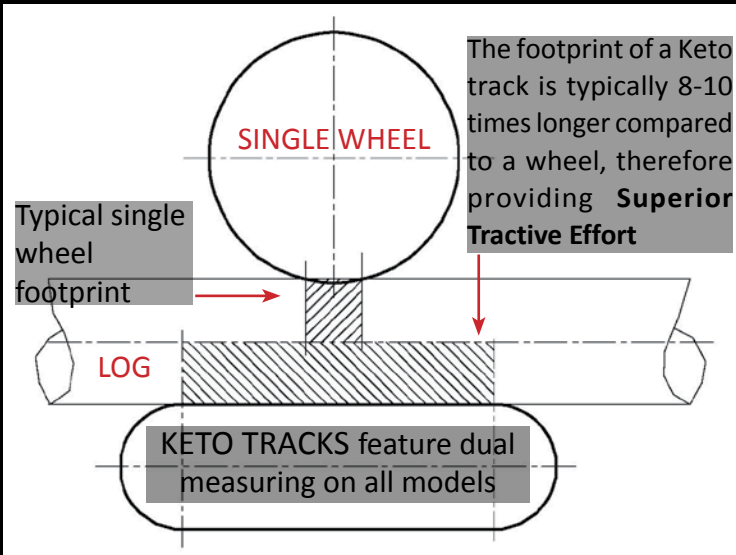 SINGLE WHEEL
The footprint of a Keto
track is typically 8-10
times longer compared
to a wheel, therefore
providing Superior
Tractive Effort
Typical single
wheel
footprint
LOG
KETO TRACKS feature dual
measuring on all models